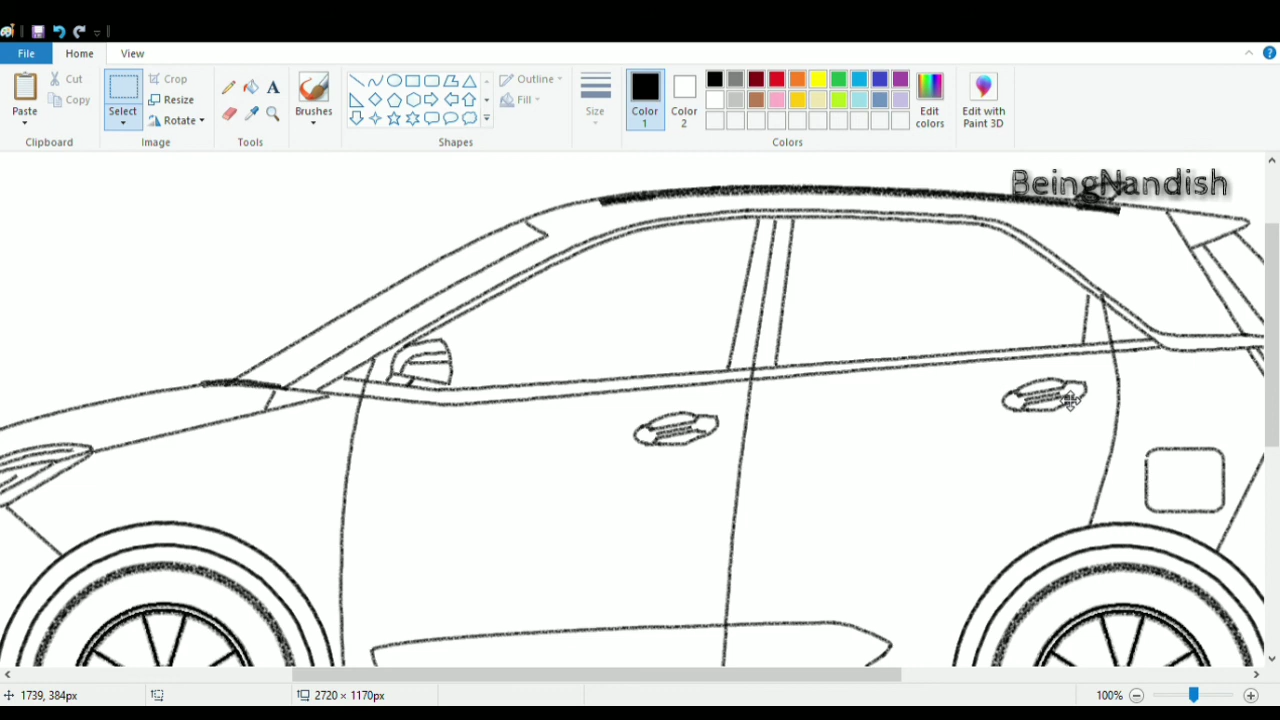 File Home View
Paste Cut Copy Clipboard
Select Crop Resize Rotate Image
Tools
Brushes
Outline Fill Shapes
Size
Color 1 Color 2 Edit colors Colors
Edit with Paint 3D
BeingNandish
1739, 384px 2720 × 1170px 100%